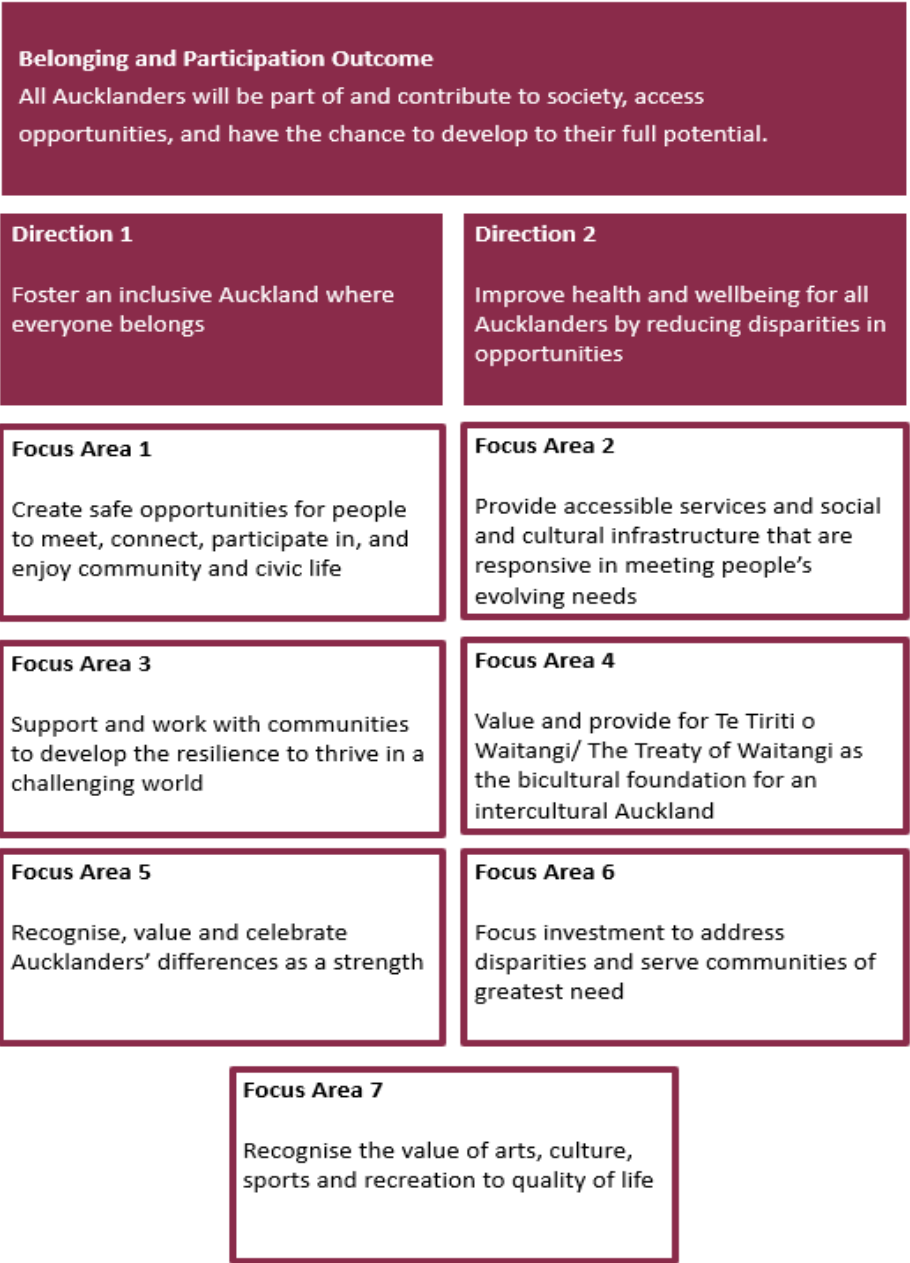 Belonging and Participation Outcome
All Aucklanders will be part of and contribute to society, access
opportunities, and have the chance to develop to their full potential.
Direction 1
Foster an inclusive Auckland where
everyone belongs
Direction 2
Improve health and wellbeing for all
Aucklanders by reducing disparities in
opportunities
Focus Area 1
Create safe opportunities for people
to meet, connect, participate in, and
enjoy community and civic life
Focus Area 2
Provide accessible services and social
and cultural infrastructure that are
responsive in meeting people’s
evolving needs
Focus Area 3
Support and work with communities
to develop the resilience to thrive in a
challenging world
Focus Area 4
Value and provide for Te Tiriti o
Waitangi/ The Treaty of Waitangi as
the bicultural foundation for an
intercultural Auckland
Focus Area 5
Recognise, value and celebrate
Aucklanders’ differences as a strength
Focus Area 6
Focus investment to address
disparities and serve communities of
greatest need
Focus Area 7
Recognise the value of arts, culture,
sports and recreation to quality of life